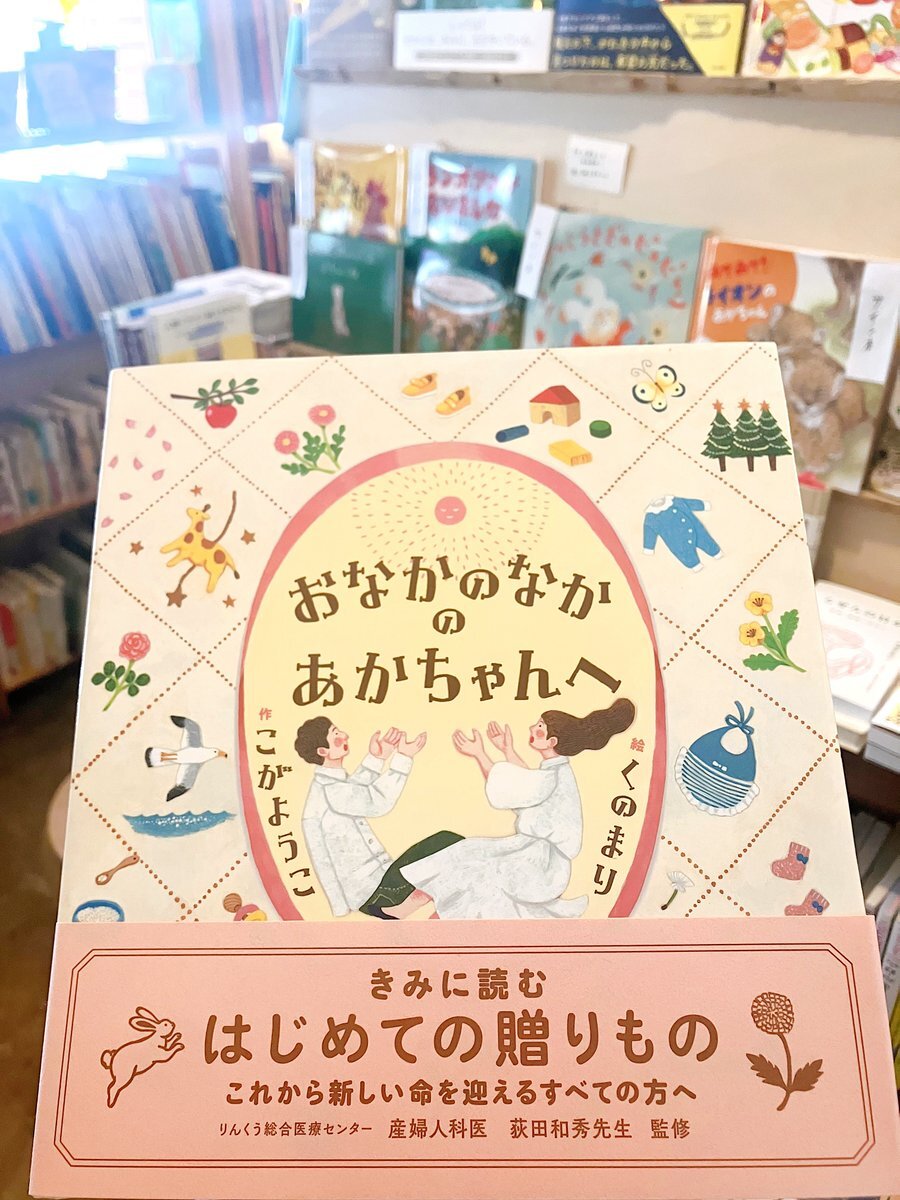 おなかのなか
の
あかちゃんへ
作 こがようこ
絵 くのまり
きみに読む
はじめての贈りもの
これから新しい命を迎えるすべての方へ
りんくう総合医療センター 産婦人科医 荻田和秀先生 監修